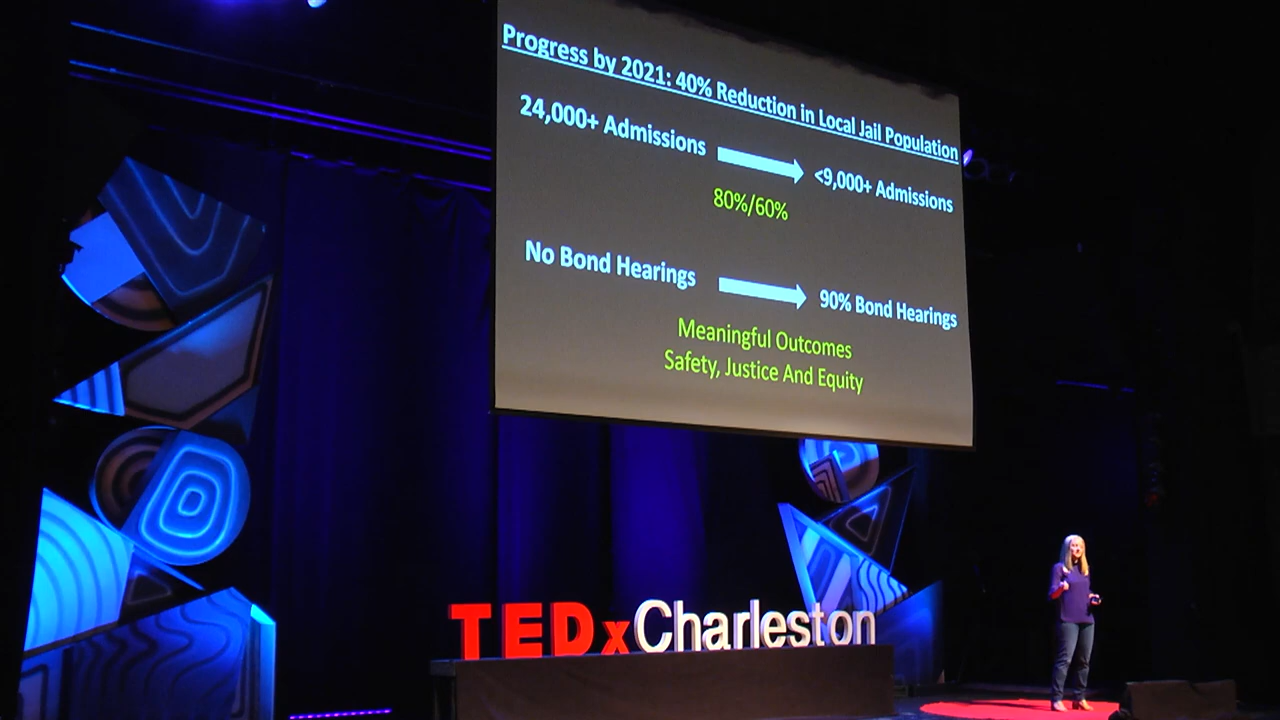 Progress by 2021: 40% Reduction in Local Jail Population
24,000+ Admissions <9,000+ Admissions
80%/60%
No Bond Hearings 90% Bond Hearings
Meaningful Outcomes
Safety, Justice And Equity
TEDxCharleston